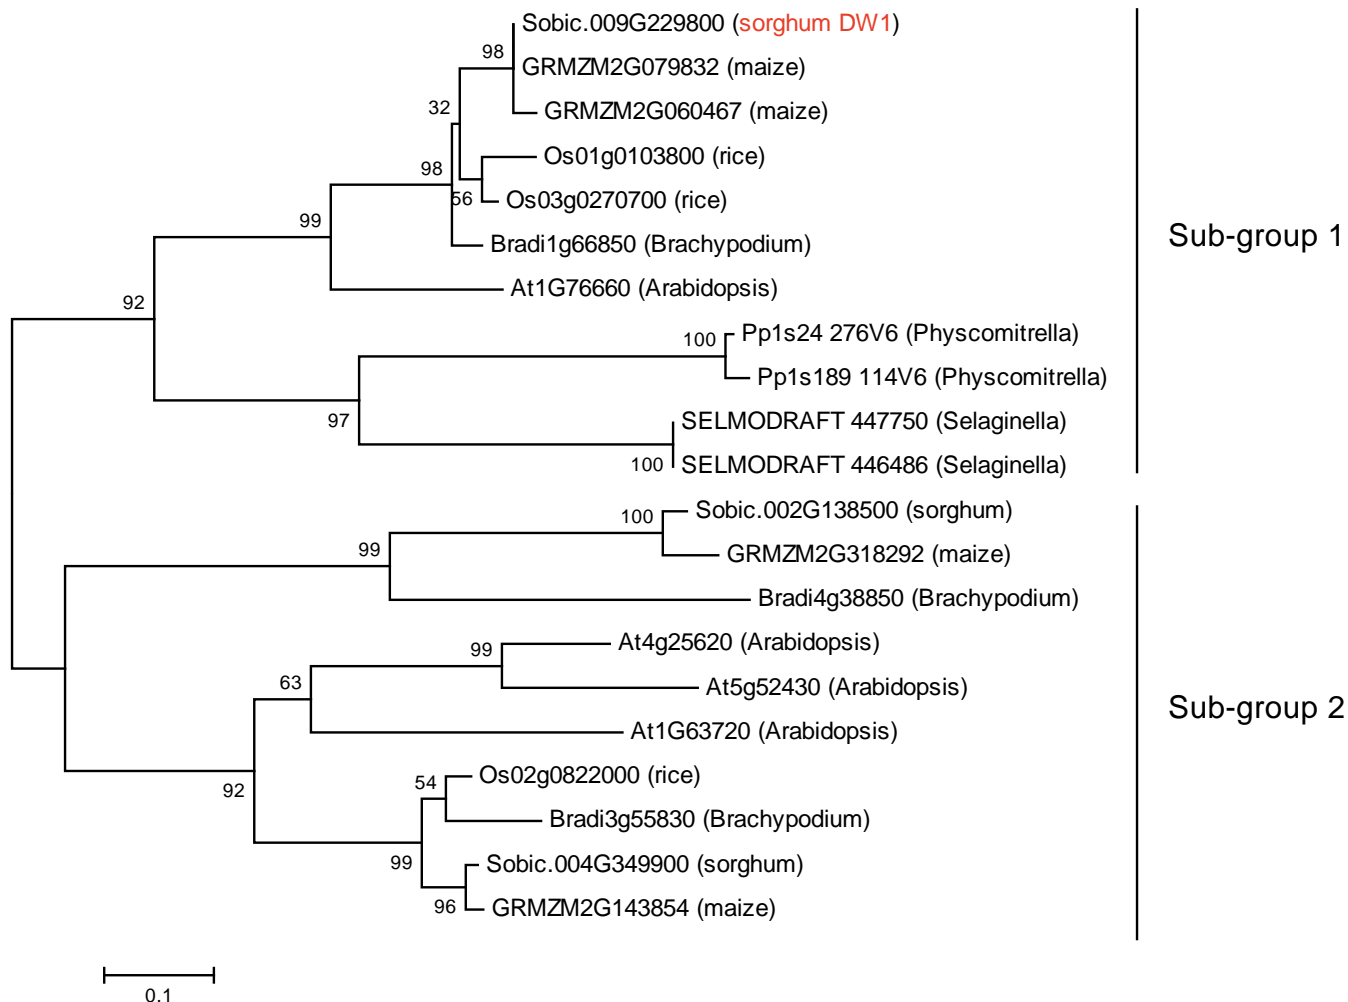 Sobic.009G229800 (sorghum DW1)
98
GRMZM2G079832 (maize)
32
GRMZM2G060467 (maize)
Os01g0103800 (rice)
98
56
Os03g0270700 (rice)
99
Bradi1g66850 (Brachypodium)
Sub-group 1
At1G76660 (Arabidopsis)
92
100
Pp1s24 276V6 (Physcomitrella)
Pp1s189 114V6 (Physcomitrella)
97
SELMODRAFT 447750 (Selaginella)
100
SELMODRAFT 446486 (Selaginella)
100
Sobic.002G138500 (sorghum)
99
GRMZM2G318292 (maize)
Bradi4g38850 (Brachypodium)
99
At4g25620 (Arabidopsis)
63
At5g52430 (Arabidopsis)
Sub-group 2
At1G63720 (Arabidopsis)
92
54
Os02g0822000 (rice)
Bradi3g55830 (Brachypodium)
99
Sobic.004G349900 (sorghum)
96
GRMZM2G143854 (maize)
0.1